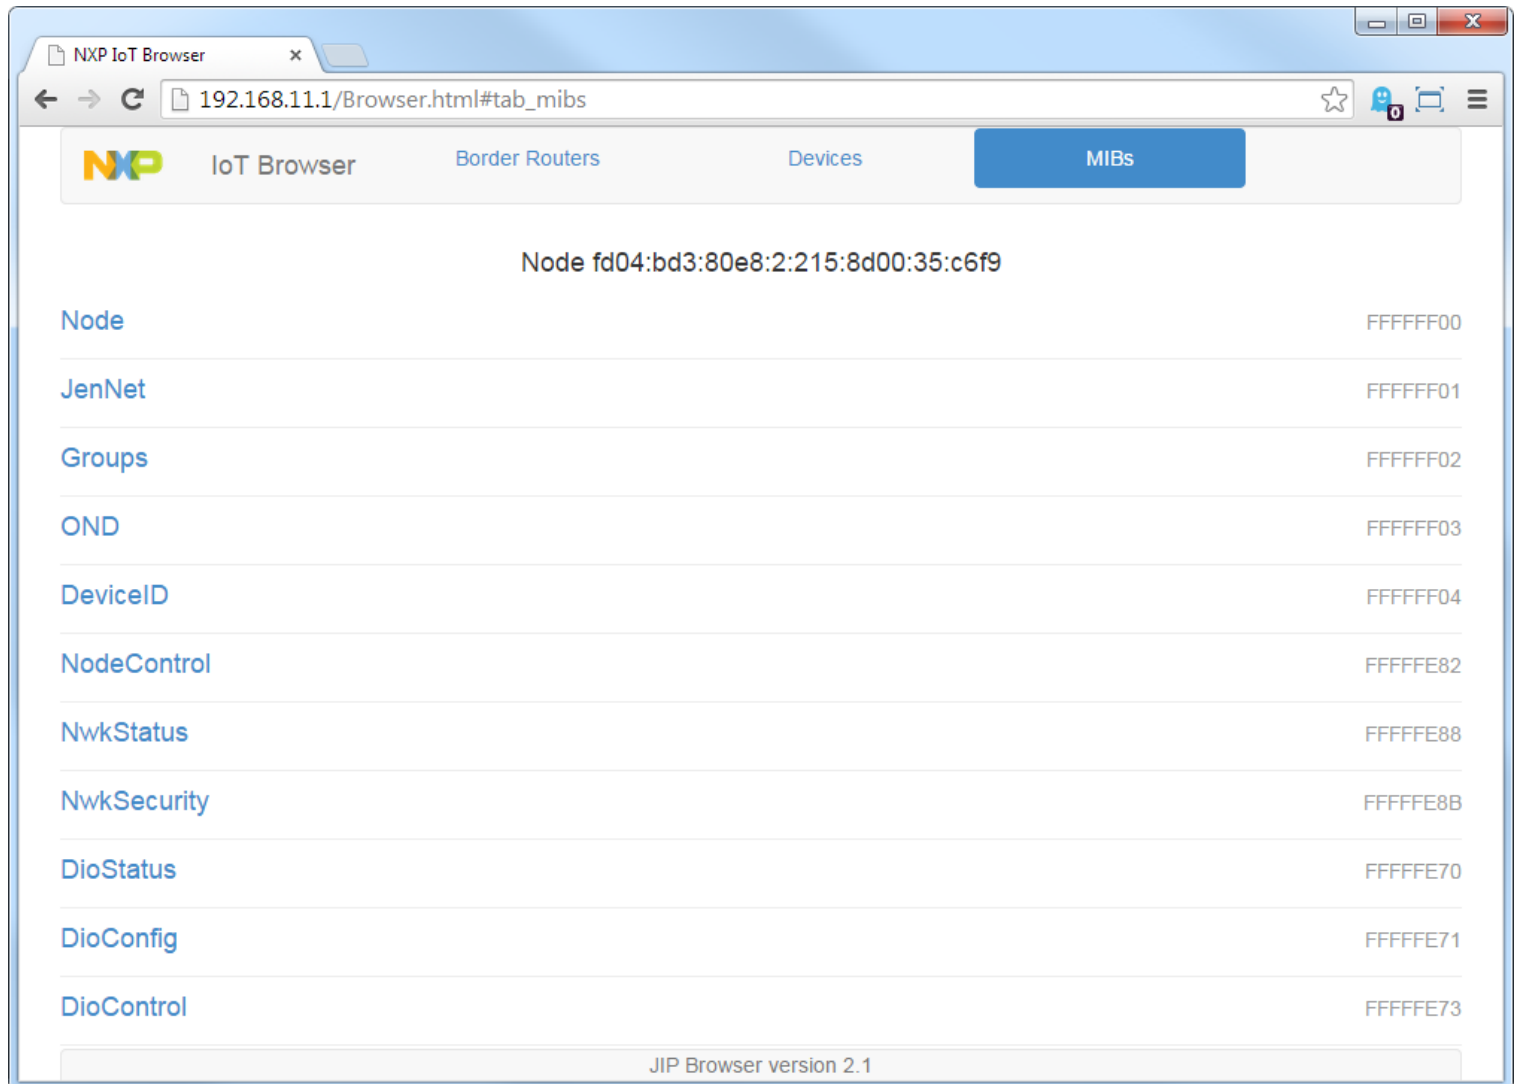 NXP IoT Browser
192.168.11.1/Browser.html#tab_mibs
0
NXP IoT Browser Border Routers Devices MIBs
Node fd04:bd3:80e8:2:215:8d00:35:c6f9
Node FFFFFF00
JenNet FFFFFF01
Groups FFFFFF02
OND FFFFFF03
DeviceID FFFFFF04
NodeControl FFFFFE82
NwkStatus FFFFFE88
NwkSecurity FFFFFE8B
DioStatus FFFFFE70
DioConfig FFFFFE71
DioControl FFFFFE73
JIP Browser version 2.1